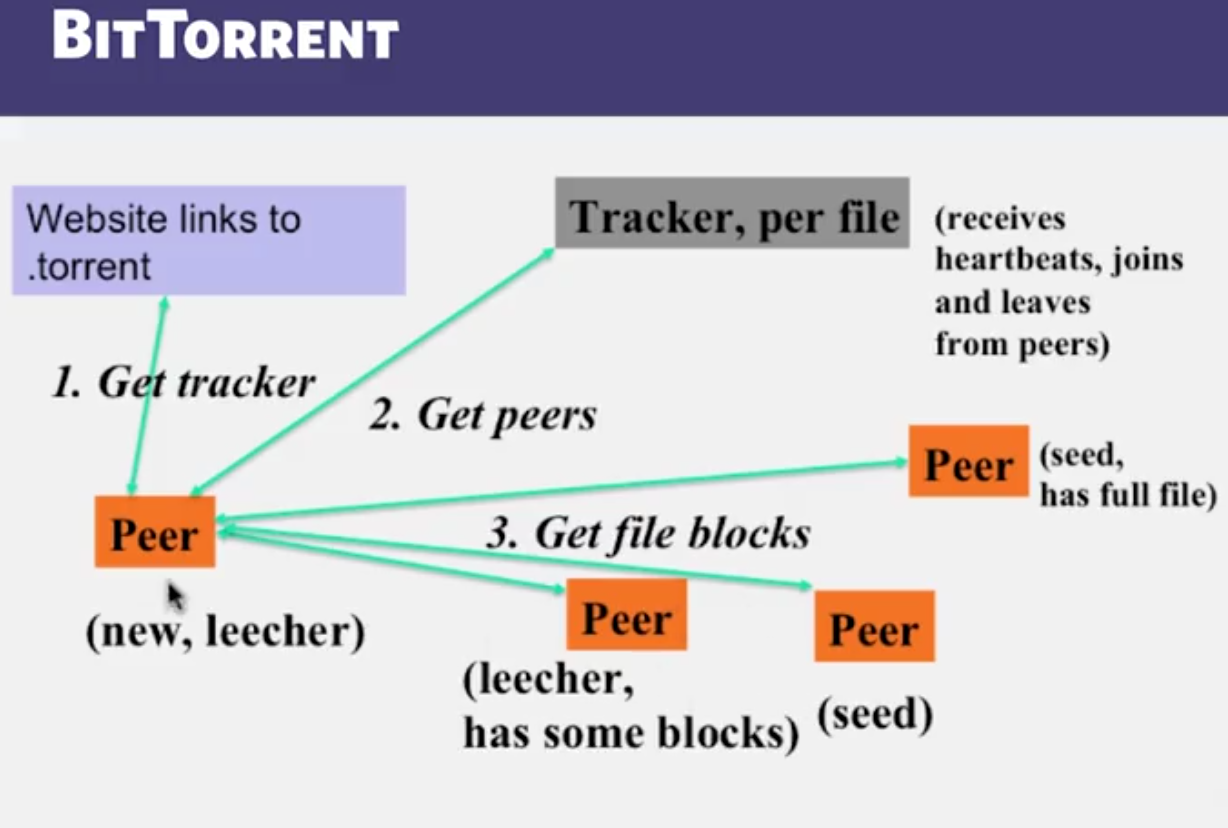 BITTORRENT
Website links to
.torrent
Tracker, per file
(receives
heartbeats, joins
and leaves
from peers)
1. Get tracker
2. Get peers
Peer
(seed,
has full file)
Peer
3. Get file blocks
(new, leecher)
Peer
(leecher,
has some blocks)
Peer
(seed)